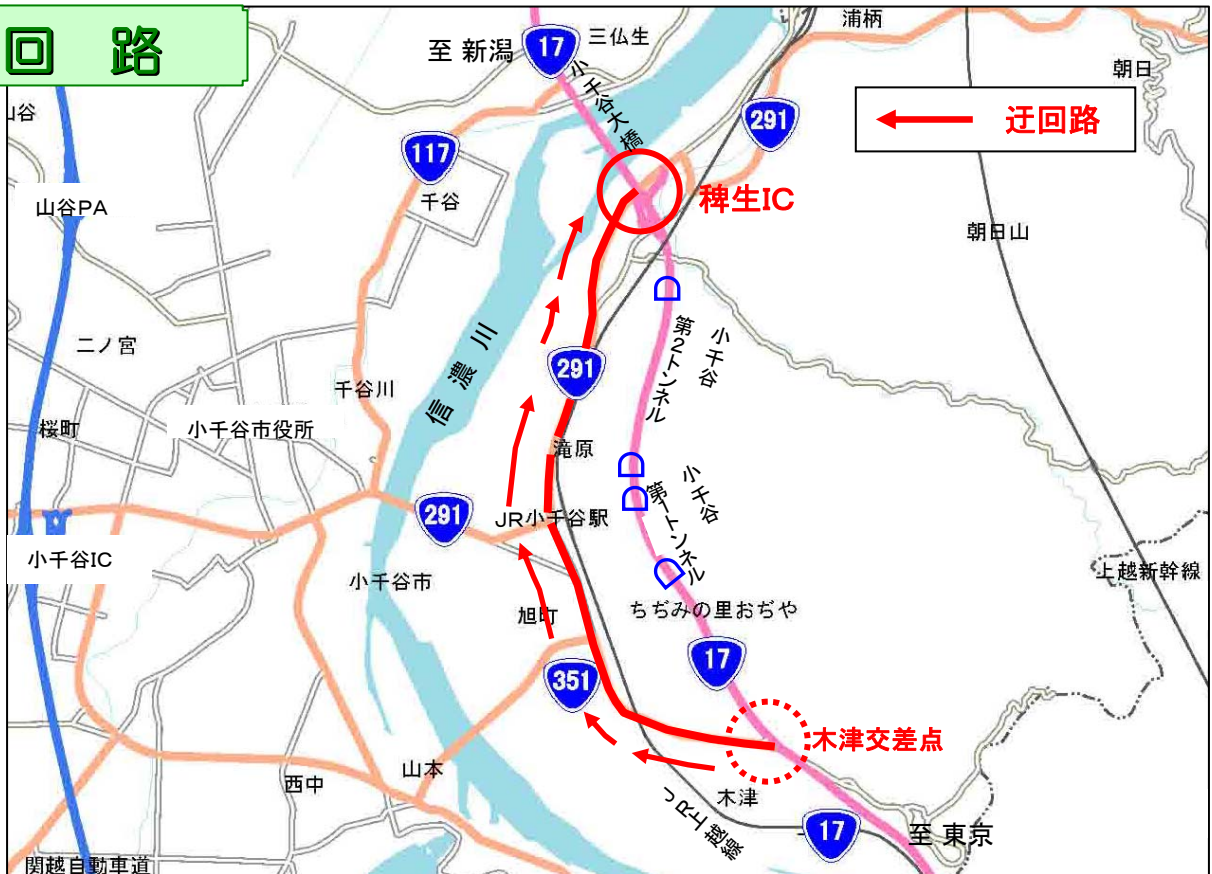 回 路
至 新潟
17
三仏生
浦柄
朝日
小千谷大橋
291
迂回路
117
千谷
稗生IC
山谷
山谷PA
朝日山
二ノ宮
小千谷
第2トンネル
信濃川
291
千谷川
桜町
小千谷市役所
滝原
小千谷
第1トンネル
291
JR小千谷駅
小千谷IC
小千谷市
上越新幹線
旭町
ちぢみの里おぢや
17
351
木津交差点
山本
西中
木津
JR上越線
17
至 東京
関越自動車道